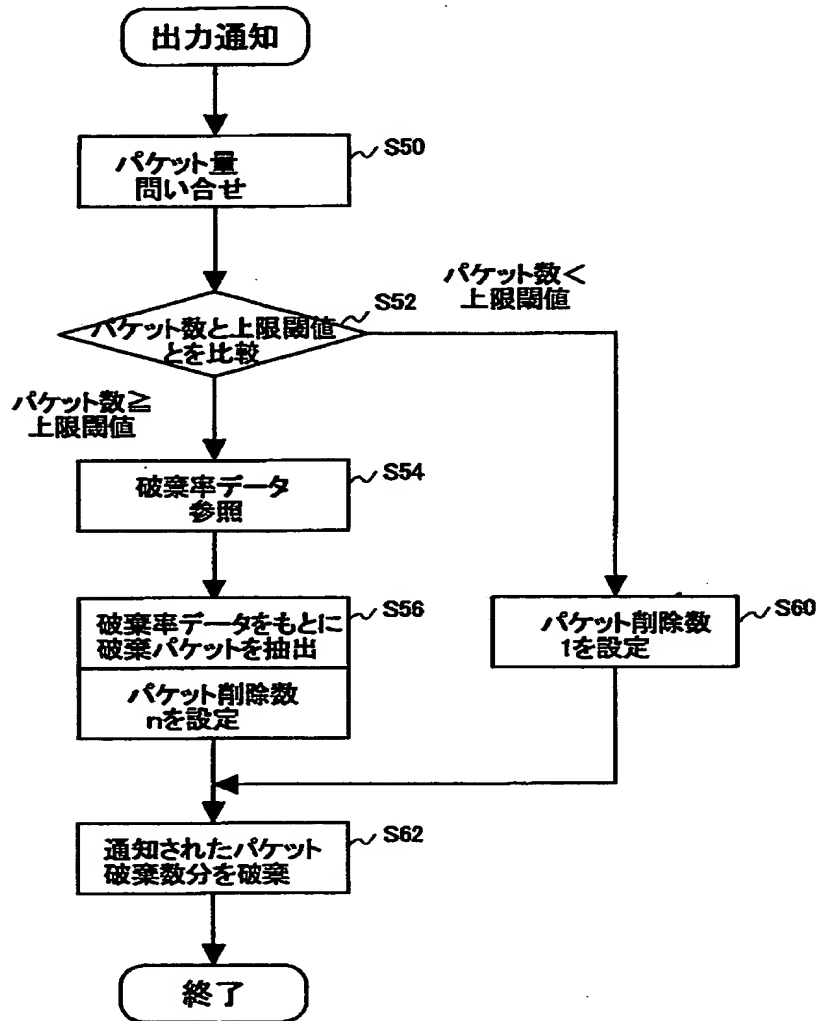 出力通知
パケット量
問い合せ
S50
パケット数<
上限閾値
S52
パケット数と上限閾値
とを比較
パケット数≧
上限閾値
破棄率データ
参照
S54
破棄率データをもとに
破棄パケットを抽出
S56
パケット削除数
nを設定
パケット削除数
1を設定
S60
通知されたパケット
破棄数分を破棄
S62
終了